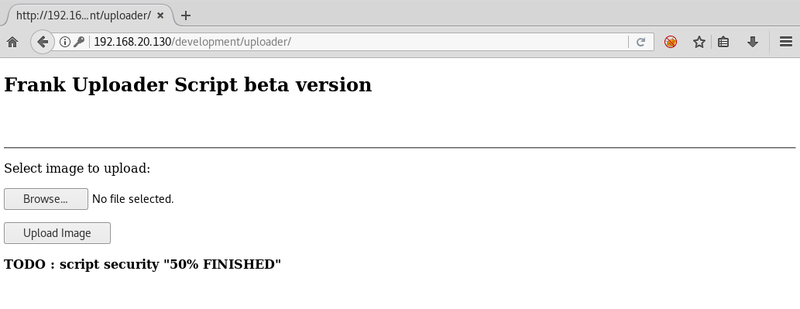 http://192.16...nt/uploader/
192.168.20.130/development/uploader/
Frank Uploader Script beta version
Select image to upload:
Browse... No file selected.
Upload Image
TODO : script security "50% FINISHED"